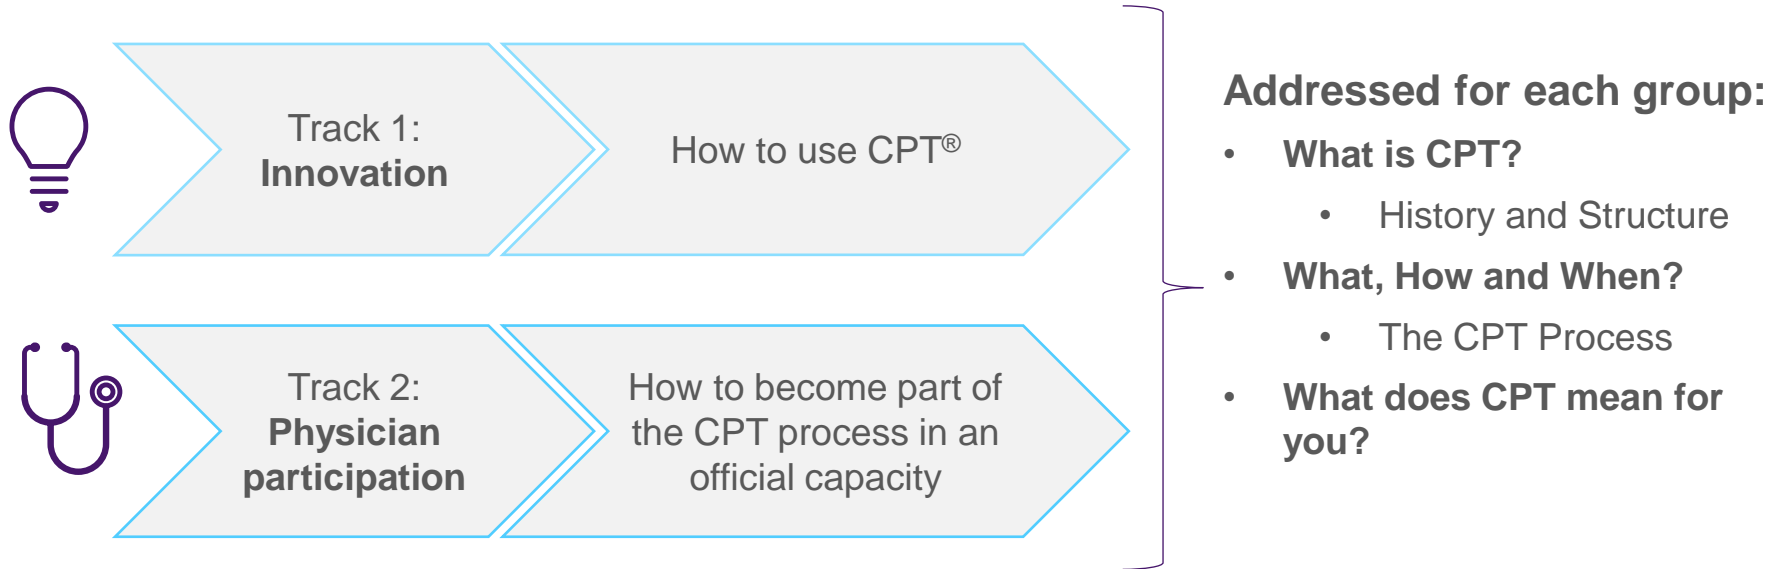 Track 1:
Innovation
How to use CPT®
Track 2:
Physician
participation
How to become part of
the CPT process in an
official capacity
Addressed for each group:
• What is CPT?
• History and Structure
• What, How and When?
• The CPT Process
• What does CPT mean for
you?